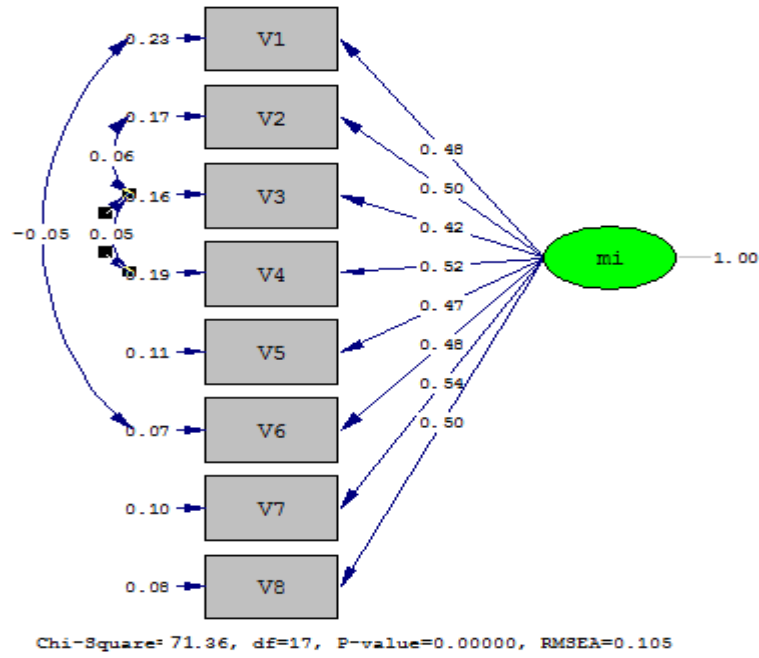 0.23 V1
0.48
0.17 V2
0.06
0.50
0.16 V3
0.42
-0.05 0.05
mi 1.00
0.52
0.19 V4
0.47
0.48
0.11 V5
0.54
0.50
0.07 V6
0.10 V7
0.08 V8
Chi-Square=71.36, df=17, P-value=0.00000, RMSEA=0.105